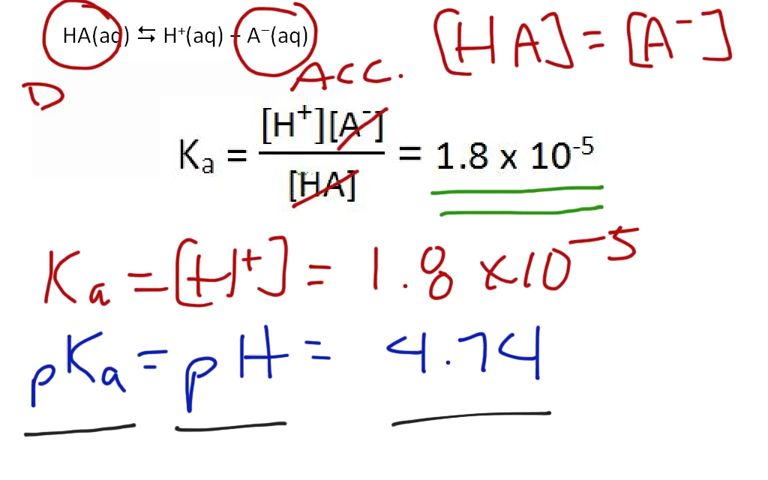 HA(aq) ⇆ H⁺(aq) + A⁻(aq) [HA] = [A⁻]
D ACC.
Kₐ = [H⁺][A⁻] / [HA] = 1.8 x 10⁻⁵
Kₐ = [H⁺] = 1.8 x10⁻⁵
pKₐ = pH = 4.74